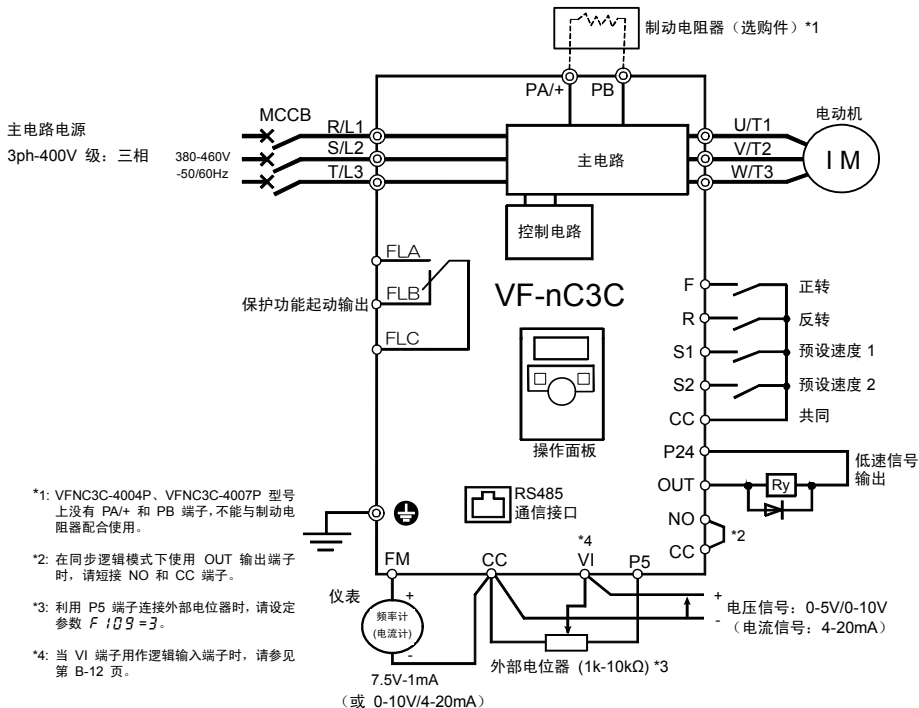 制动电阻器（选购件）*1
PA/+
PB
主电路电源
3ph-400V 级：三相
380-460V
-50/60Hz
MCCB
R/L1
S/L2
T/L3
主电路
U/T1
V/T2
W/T3
电动机
I M
控制电路
FLA
FLB
FLC
保护功能起动输出
VF-nC3C
操作面板
RS485
通信接口
F
正转
R
反转
S1
预设速度 1
S2
预设速度 2
CC
共同
P24
OUT
Ry
低速信号
输出
NO
CC
*2
*1: VFNC3C-4004P、VFNC3C-4007P 型号
上没有 PA/+ 和 PB 端子,不能与制动电
阻器配合使用。
*2: 在同步逻辑模式下使用 OUT 输出端子
时，请短接 NO 和 CC 端子。
*3: 利用 P5 端子连接外部电位器时，请设定
参数 F109=3。
*4: 当 VI 端子用作逻辑输入端子时，请参见
第 B-12 页。
FM
CC
*4
VI
P5
仪表
+
频率计
(电流计)
-
7.5V-1mA
（或 0-10V/4-20mA）
外部电位器 (1k-10kΩ) *3
+
-
电压信号：0-5V/0-10V
（电流信号：4-20mA）